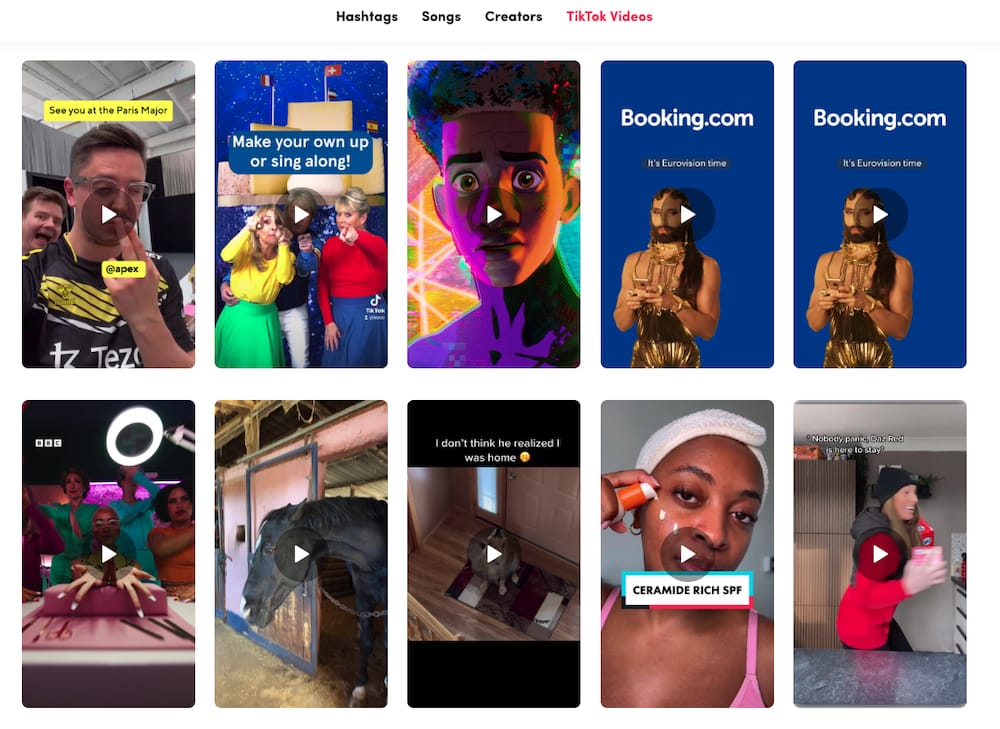 Hashtags Songs Creators TikTok Videos
See you at the Paris Major
@apex
Make your own up
or sing along!
TikTok
Booking.com
It's Eurovision time
Booking.com
It's Eurovision time
BBC
I don't think he realized I
was home 🤭
CERAMIDE RICH SPF
" Nobody panic, Daz Red
is here to stay"